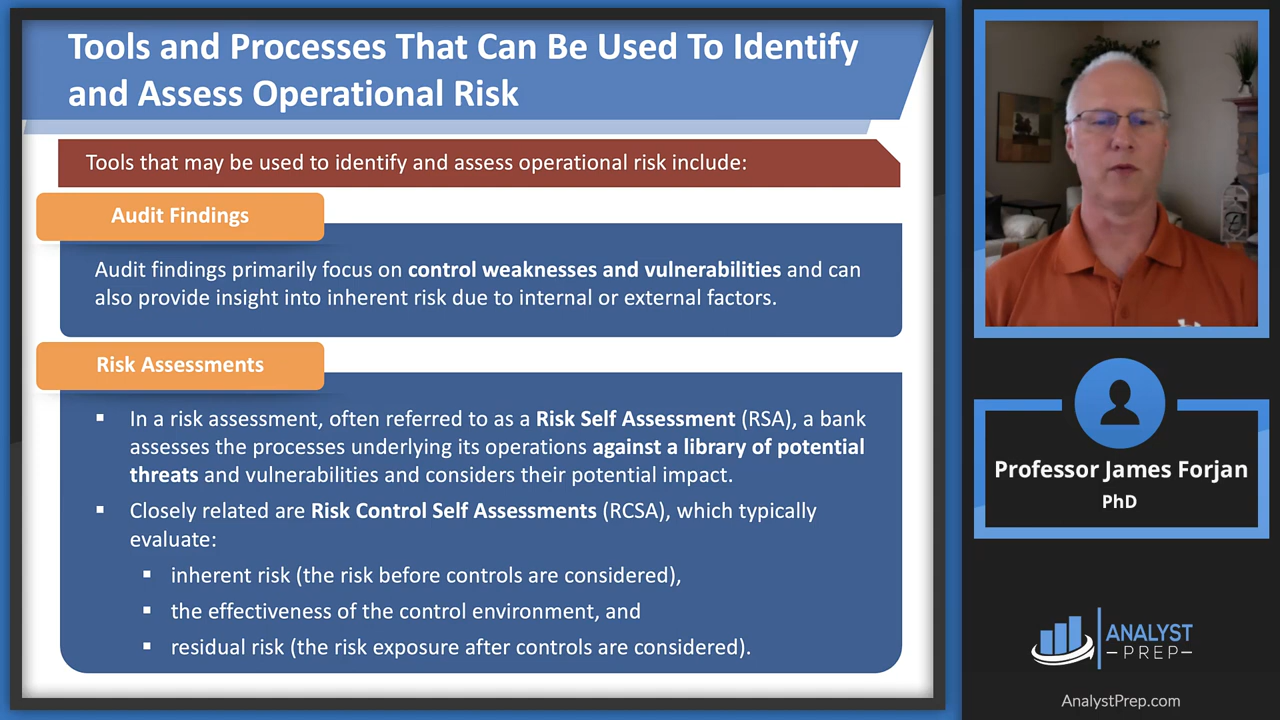 Tools and Processes That Can Be Used To Identify
and Assess Operational Risk
Tools that may be used to identify and assess operational risk include:
Audit Findings
Audit findings primarily focus on control weaknesses and vulnerabilities and can
also provide insight into inherent risk due to internal or external factors.
Risk Assessments
▪ In a risk assessment, often referred to as a Risk Self Assessment (RSA), a bank
assesses the processes underlying its operations against a library of potential
threats and vulnerabilities and considers their potential impact.
▪ Closely related are Risk Control Self Assessments (RCSA), which typically
evaluate:
▪ inherent risk (the risk before controls are considered),
▪ the effectiveness of the control environment, and
▪ residual risk (the risk exposure after controls are considered).
Professor James Forjan
PhD
ANALYST
–PREP–
AnalystPrep.com